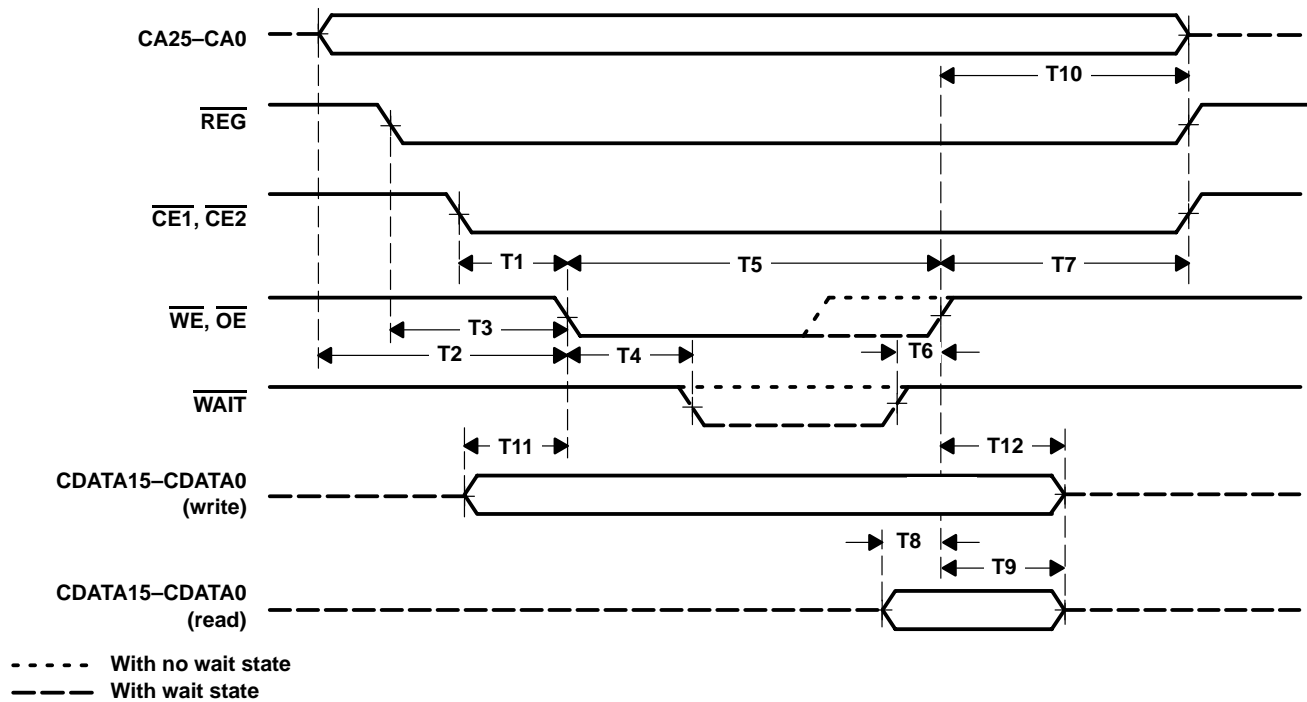 CA25–CA0
T10
REG
CE1, CE2
T1
T5
T7
WE, OE
T3
T6
T2
T4
WAIT
T11
T12
CDATA15–CDATA0
(write)
T8
T9
CDATA15–CDATA0
(read)
With no wait state
With wait state